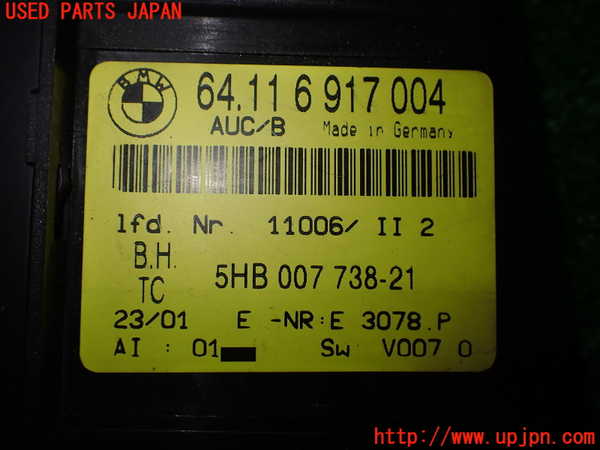 USED PARTS JAPAN
BMW
64.11 6 917 004
AUC/B Made in Germany
lfd. Nr. 11006/ II 2
B.H.
TC
5HB 007 738-21
23/01 E -NR:E 3078.P
AI : 01 Sw V007 0
http://www.upjpn.com/